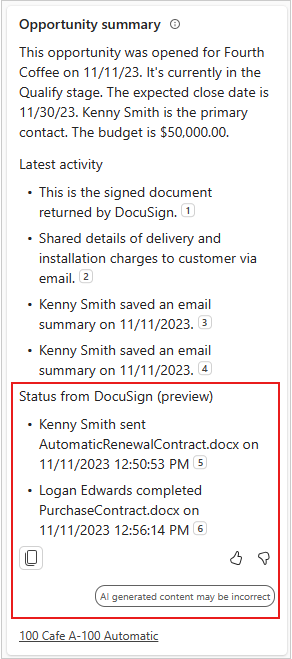 Opportunity summary
This opportunity was opened for Fourth
Coffee on 11/11/23. It's currently in the
Qualify stage. The expected close date is
11/30/23. Kenny Smith is the primary
contact. The budget is $50,000.00.
Latest activity
• This is the signed document
returned by DocuSign. 1
• Shared details of delivery and
installation charges to customer via
email. 2
• Kenny Smith saved an email
summary on 11/11/2023. 3
• Kenny Smith saved an email
summary on 11/11/2023. 4
Status from DocuSign (preview)
• Kenny Smith sent
AutomaticRenewalContract.docx on
11/11/2023 12:50:53 PM 5
• Logan Edwards completed
PurchaseContract.docx on
11/11/2023 12:56:14 PM 6
AI generated content may be incorrect
100 Cafe A-100 Automatic